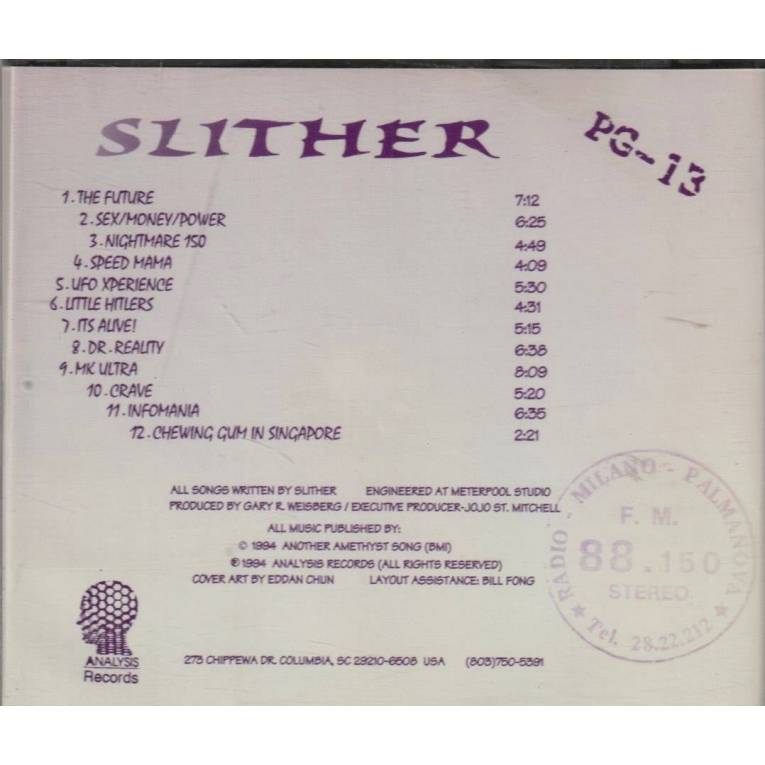 SLITHER
PG-13
1. THE FUTURE 7:12
2. SEX/MONEY/POWER 6:25
3. NIGHTMARE 150 4:49
4. SPEED MAMA 4:09
5. UFO XPERIENCE 5:30
6. LITTLE HITLERS 4:31
7. ITS ALIVE! 5:15
8. DR. REALITY 6:38
9. MK ULTRA 8:09
10. CRAVE 5:20
11. INFOMANIA 6:35
12. CHEWING GUM IN SINGAPORE 2:21
ALL SONGS WRITTEN BY SLITHER ENGINEERED AT METERPOOL STUDIO
PRODUCED BY GARY R. WEISBERG / EXECUTIVE PRODUCER-JOJO ST. MITCHELL
ALL MUSIC PUBLISHED BY:
© 1994 ANOTHER AMETHYST SONG (BMI)
℗ 1994 ANALYSIS RECORDS (ALL RIGHTS RESERVED)
COVER ART BY EDDAN CHUN LAYOUT ASSISTANCE: BILL FONG
ANALYSIS
Records
273 CHIPPEWA DR. COLUMBIA, SC 29210-6508 USA (803)750-5391
RADIO - MILANO - PALMANOVA
F. M.
88.150
STEREO
★ Tel. 28.22.212 ★